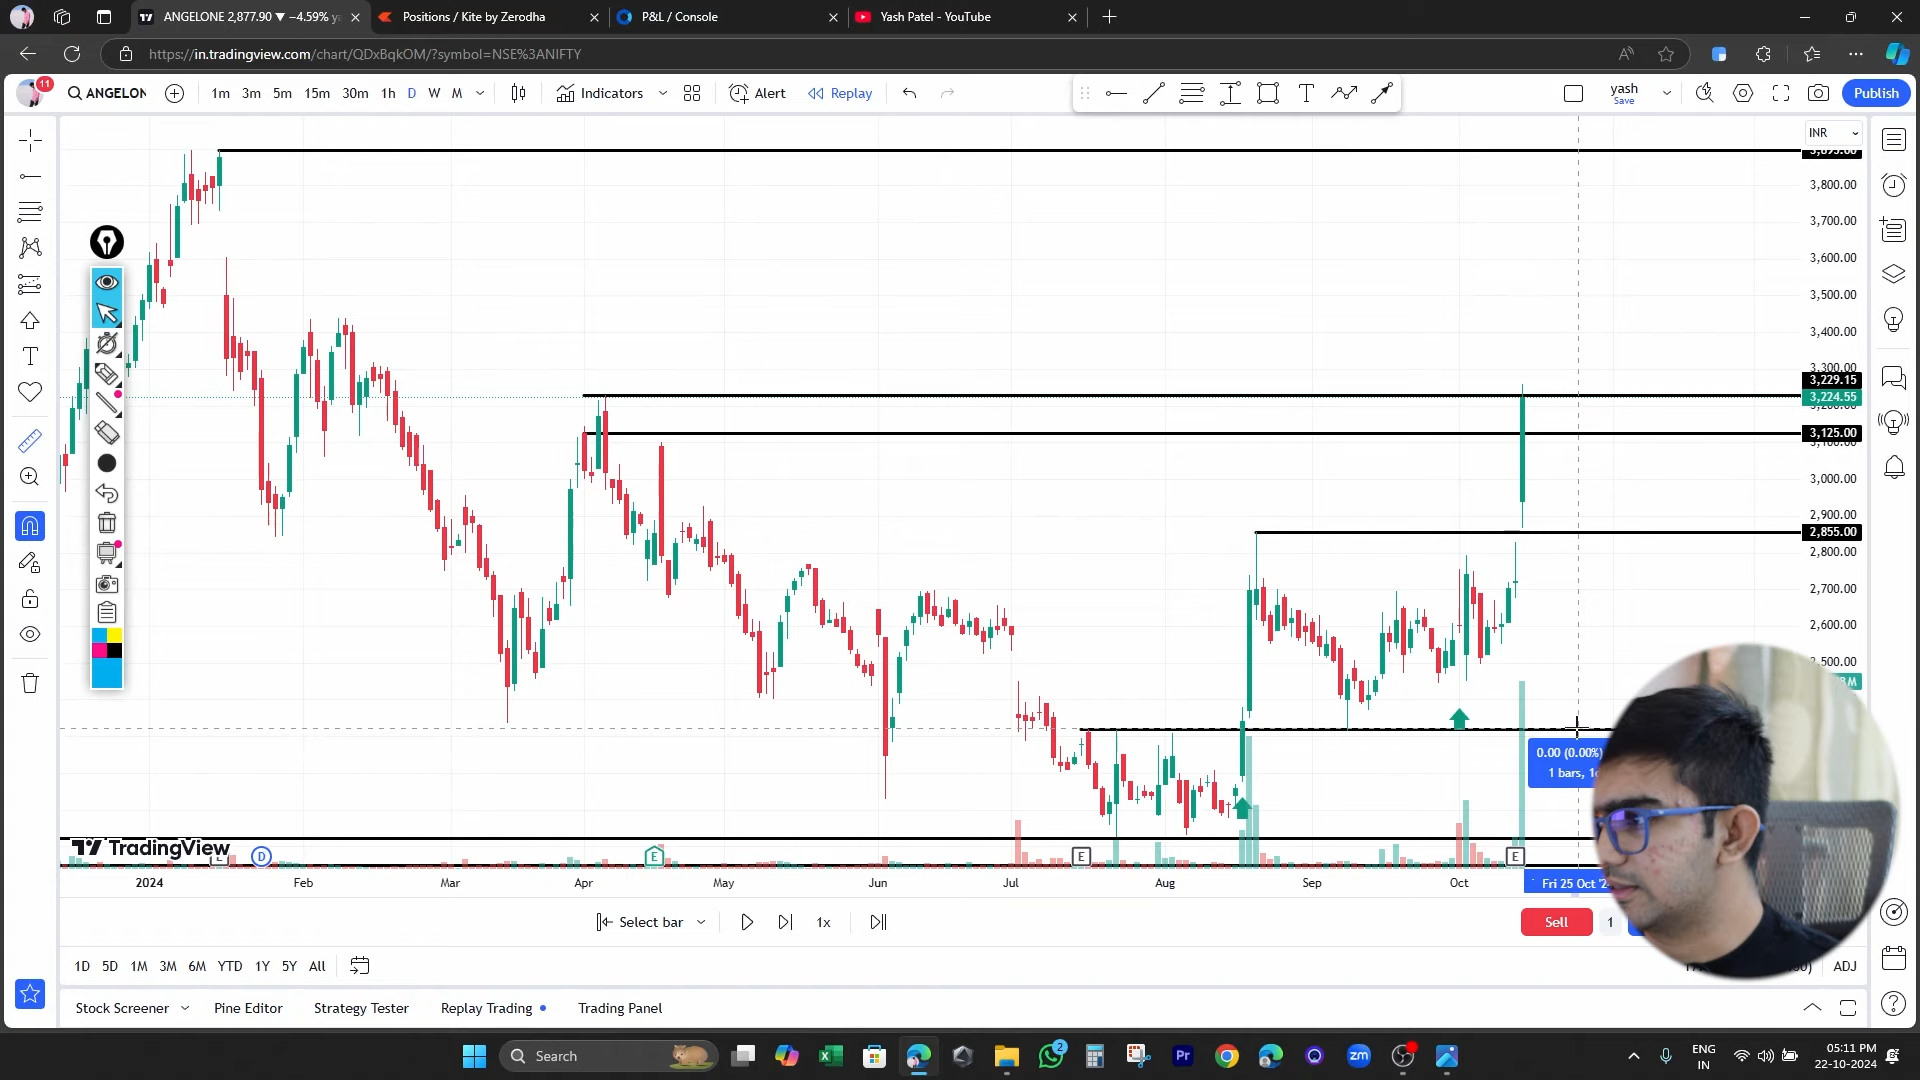 ANGELONE 2,877.90 ▼ −4.59%
Positions / Kite by Zerodha
P&L / Console
Yash Patel - YouTube
https://in.tradingview.com/chart/QDxBqkOM/?symbol=NSE%3ANIFTY
11
ANGELON
1m 3m 5m 15m 30m 1h D W M
Indicators
Alert
Replay
yash
Save
Publish
INR
3,800.00
3,700.00
3,600.00
3,500.00
3,400.00
3,300.00
3,229.15
3,224.55
3,125.00
3,000.00
2,900.00
2,855.00
2,800.00
2,700.00
2,600.00
2,500.00
0.00 (0.00%)
1 bars,
TradingView
D
E
E
E
2024 Feb Mar Apr May Jun Jul Aug Sep Oct
Fri 25 Oct
Select bar
1x
Sell
1
1D 5D 1M 3M 6M YTD 1Y 5Y All
ADJ
Stock Screener
Pine Editor
Strategy Tester
Replay Trading
Trading Panel
Search
2
Pr
zm
ENG
IN
05:11 PM
22-10-2024